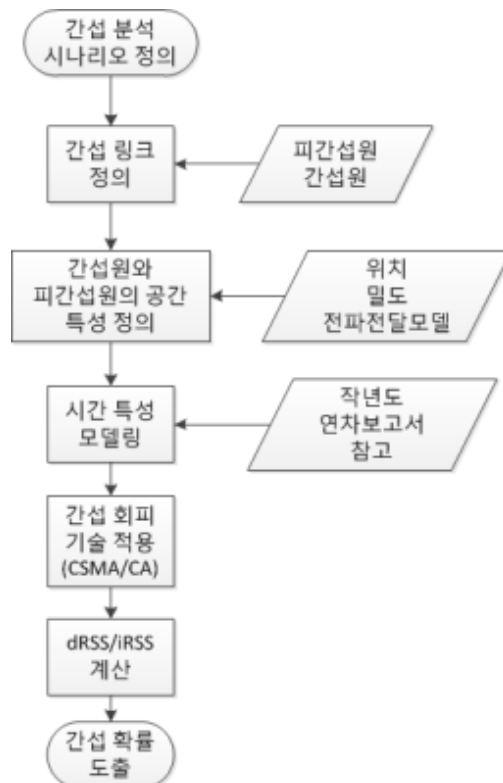 간섭 분석
시나리오 정의
간섭 링크
정의
피간섭원
간섭원
간섭원와
피간섭원의 공간
특성 정의
위치
밀도
전파전달모델
시간 특성
모델링
작년도
연차보고서
참고
간섭 회피
기술 적용
(CSMA/CA)
dRSS/iRSS
계산
간섭 확률
도출